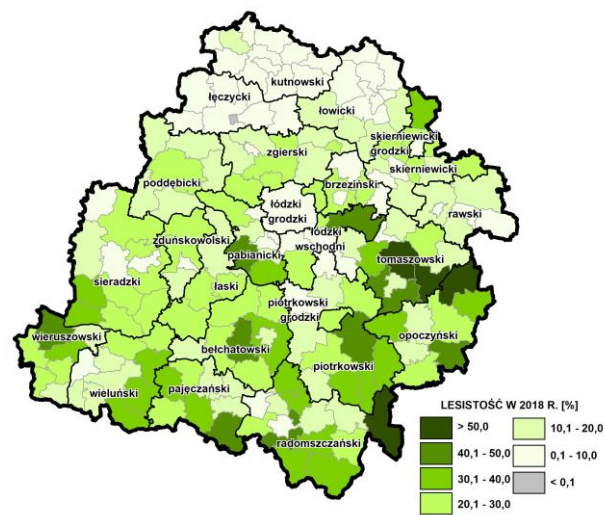 kutnowski
łęczycki
łowicki
skierniewicki
grodzki
skierniewicki
zgierski
poddębicki
brzeziński
łódzki
grodzki
rawski
łódzki
wschodni
zduńskowolski
pabianicki
tomaszowski
sieradzki
łaski
piotrkowski
grodzki
wieruszowski
opoczyński
bełchatowski
piotrkowski
wieluński
pajęczański
radomszczański
LESISTOŚĆ W 2018 R. [%]
> 50,0
10,1 - 20,0
40,1 - 50,0
0,1 - 10,0
30,1 - 40,0
< 0,1
20,1 - 30,0